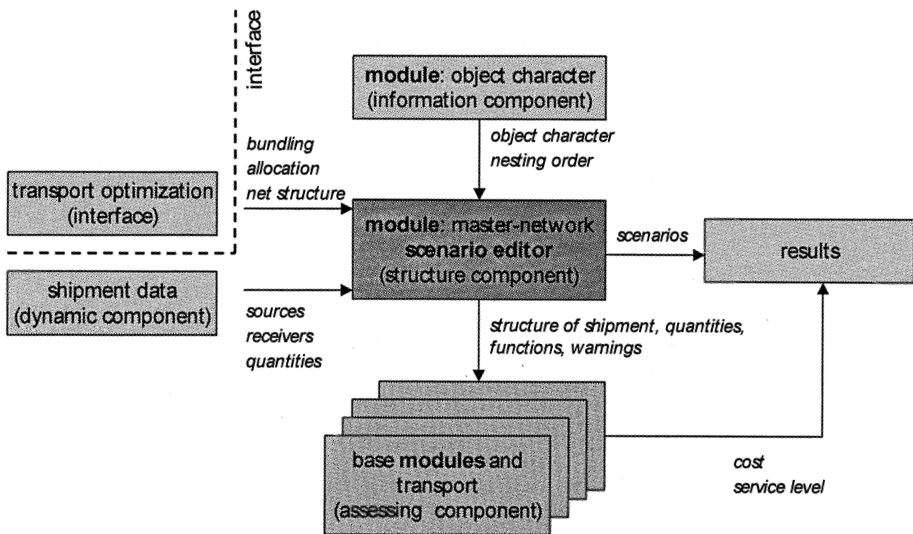 interface
module: object character
(information component)
object character
nesting order
bundling
allocation
net structure
transport optimization
(interface)
module: master-network
scenario editor
(structure component)
scenarios
results
shipment data
(dynamic component)
sources
receivers
quantities
structure of shipment, quantities,
functions, warnings
base modules and
transport
(assessing component)
cost
service level